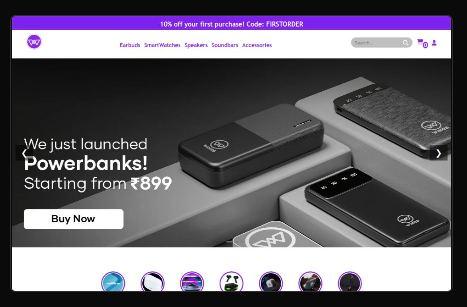 10% off your first purchase! Code: FIRSTORDER
Earbuds SmartWatches Speakers Soundbars Accessories
Search...
0
We just launched
Powerbanks!
Starting from ₹899
Buy Now